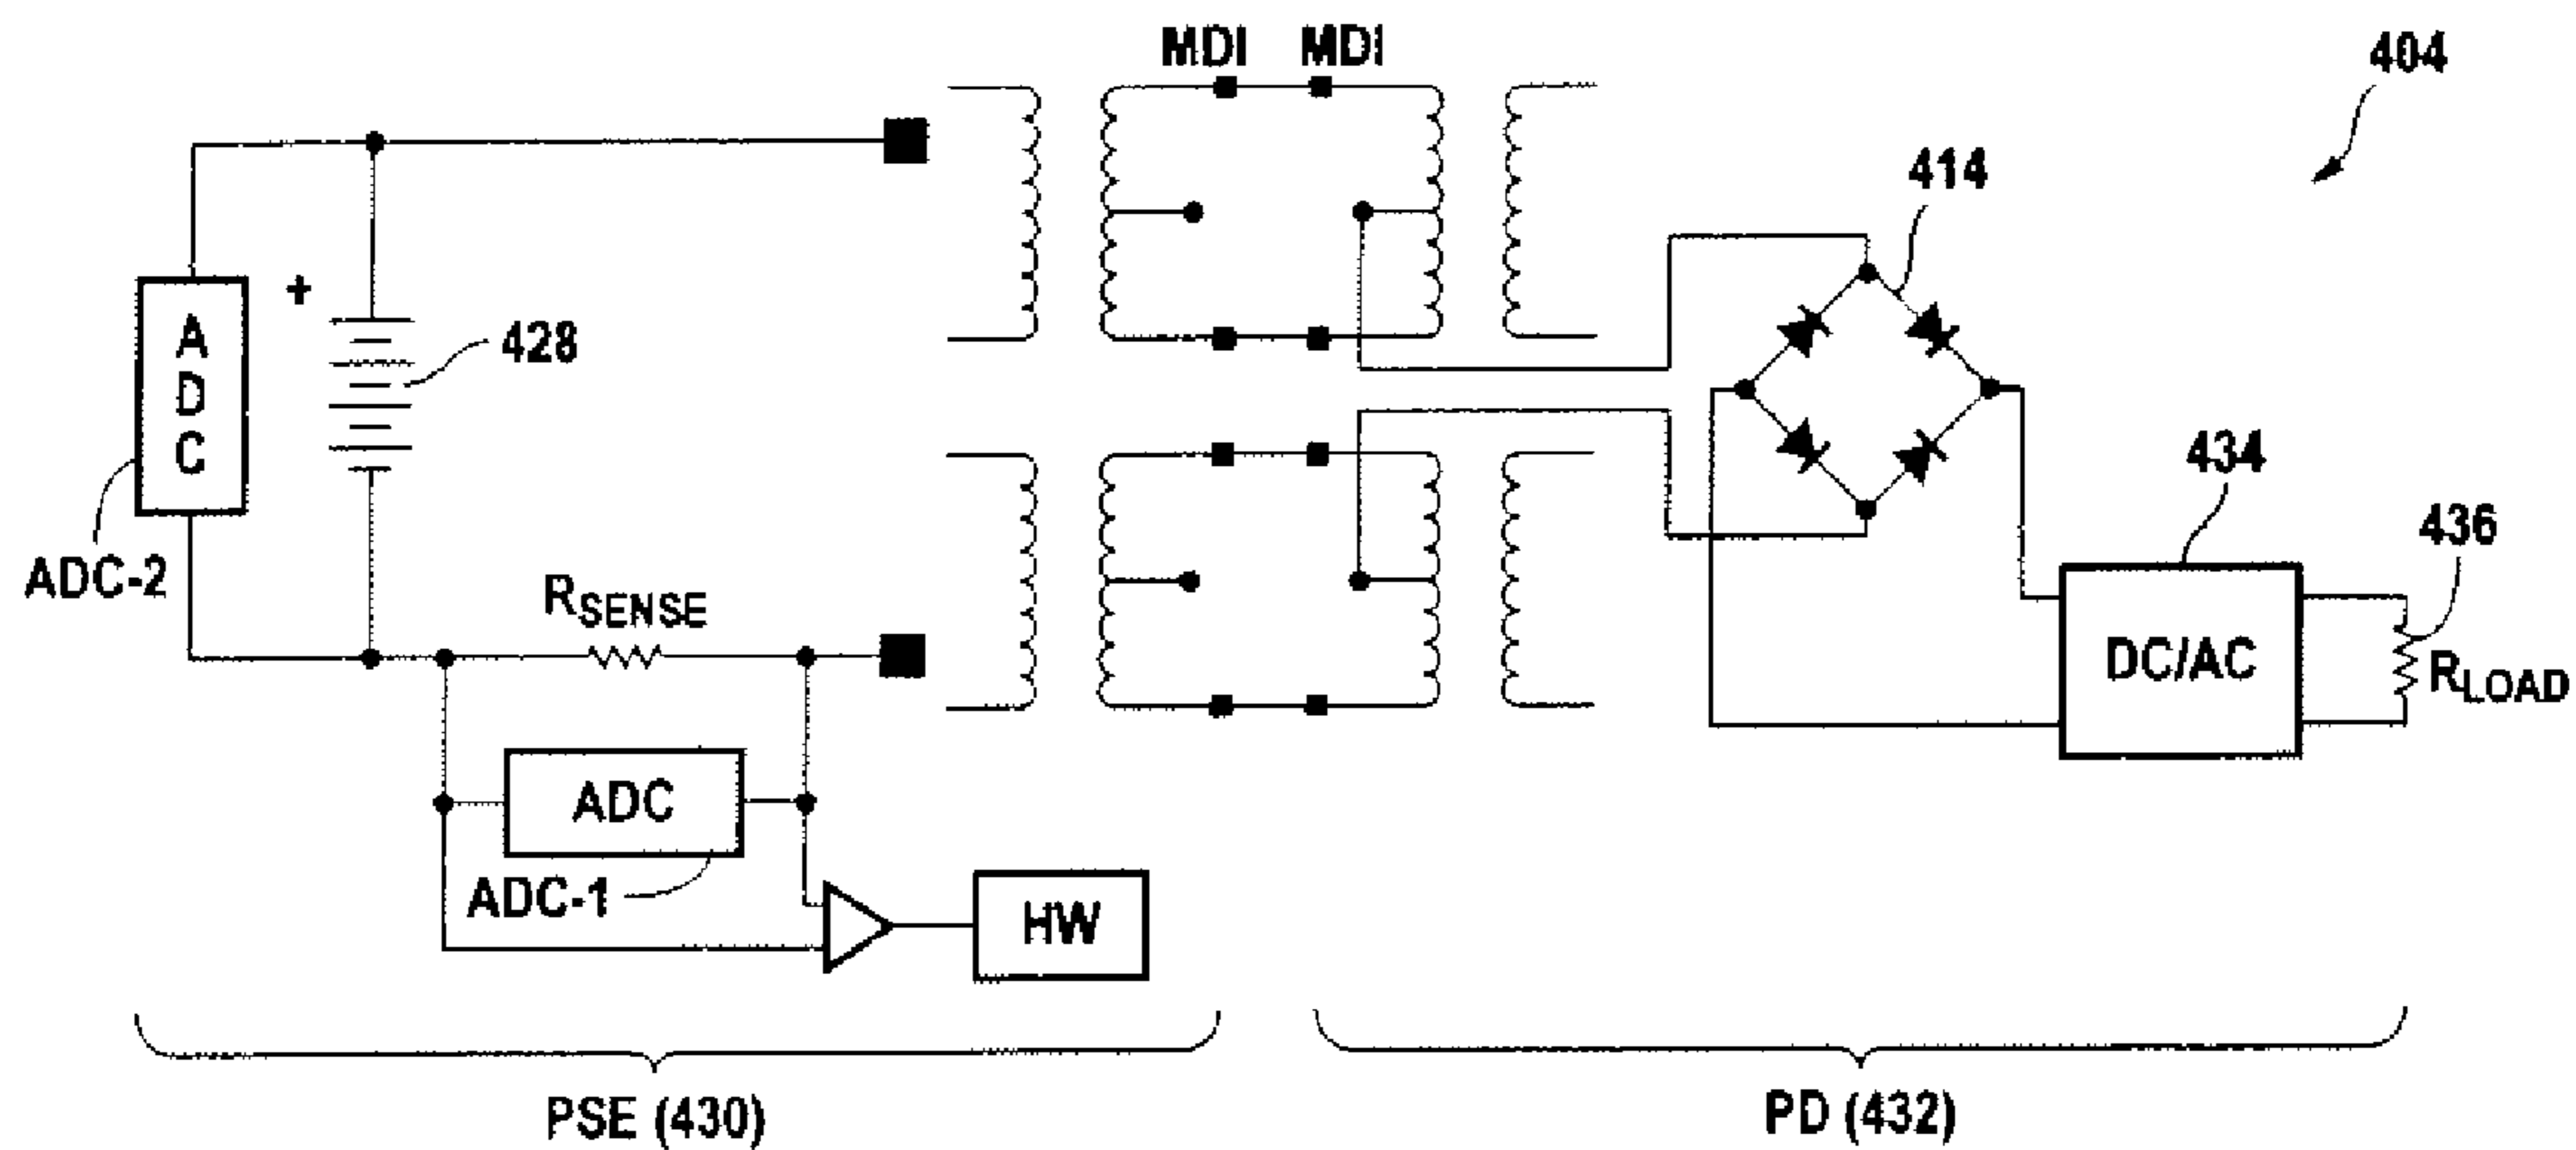 MDI MDI
404
414
+
428
A
D
C
434
436
ADC-2
RSENSE
DC/AC
RLOAD
ADC
ADC-1
HW
PSE (430)
PD (432)